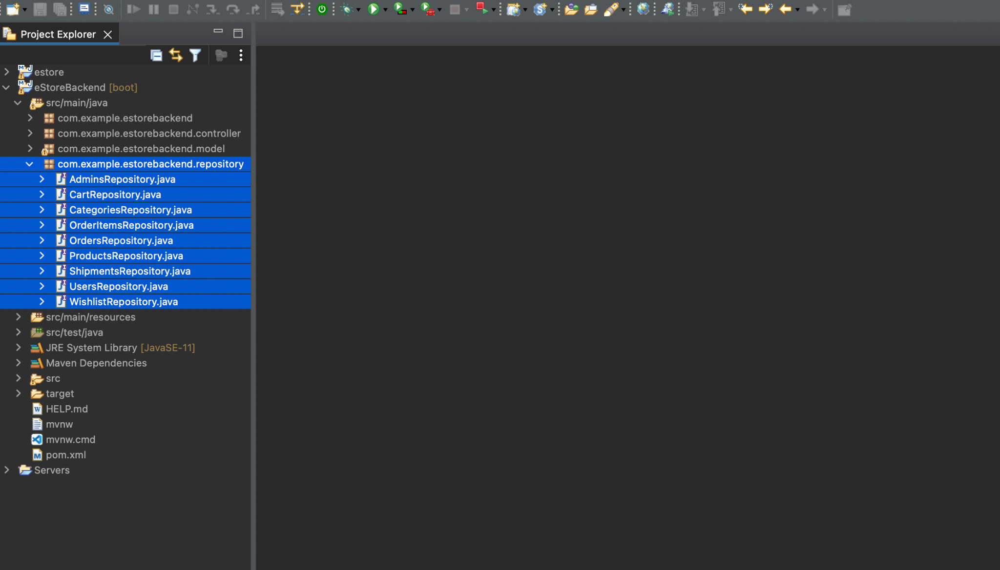 Project Explorer
estore
eStoreBackend [boot]
src/main/java
com.example.estorebackend
com.example.estorebackend.controller
com.example.estorebackend.model
com.example.estorebackend.repository
AdminsRepository.java
CartRepository.java
CategoriesRepository.java
OrderItemsRepository.java
OrdersRepository.java
ProductsRepository.java
ShipmentsRepository.java
UsersRepository.java
WishlistRepository.java
src/main/resources
src/test/java
JRE System Library [JavaSE-11]
Maven Dependencies
src
target
HELP.md
mvnw
mvnw.cmd
pom.xml
Servers